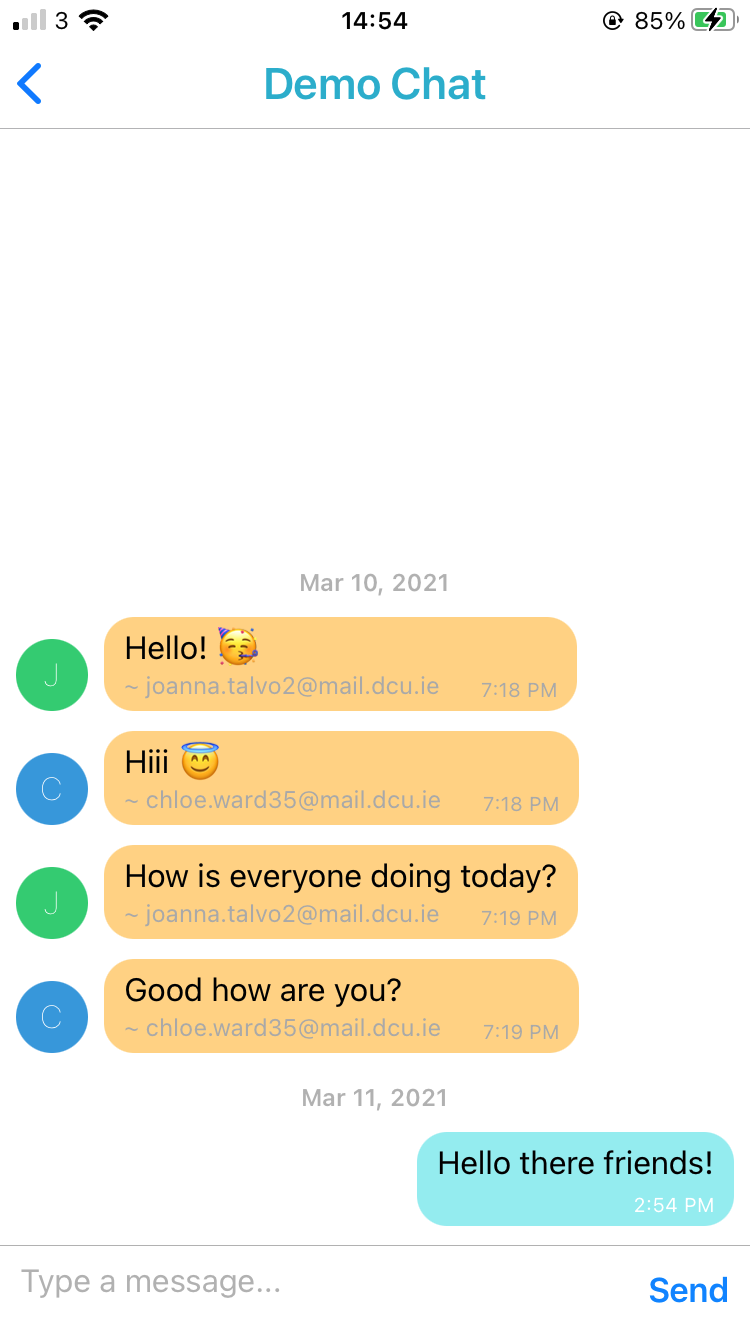 3 14:54 85%
Demo Chat
Mar 10, 2021
J
Hello! 🥳
~ joanna.talvo2@mail.dcu.ie 7:18 PM
C
Hiii 😇
~ chloe.ward35@mail.dcu.ie 7:18 PM
J
How is everyone doing today?
~ joanna.talvo2@mail.dcu.ie 7:19 PM
C
Good how are you?
~ chloe.ward35@mail.dcu.ie 7:19 PM
Mar 11, 2021
Hello there friends!
2:54 PM
Type a message...
Send